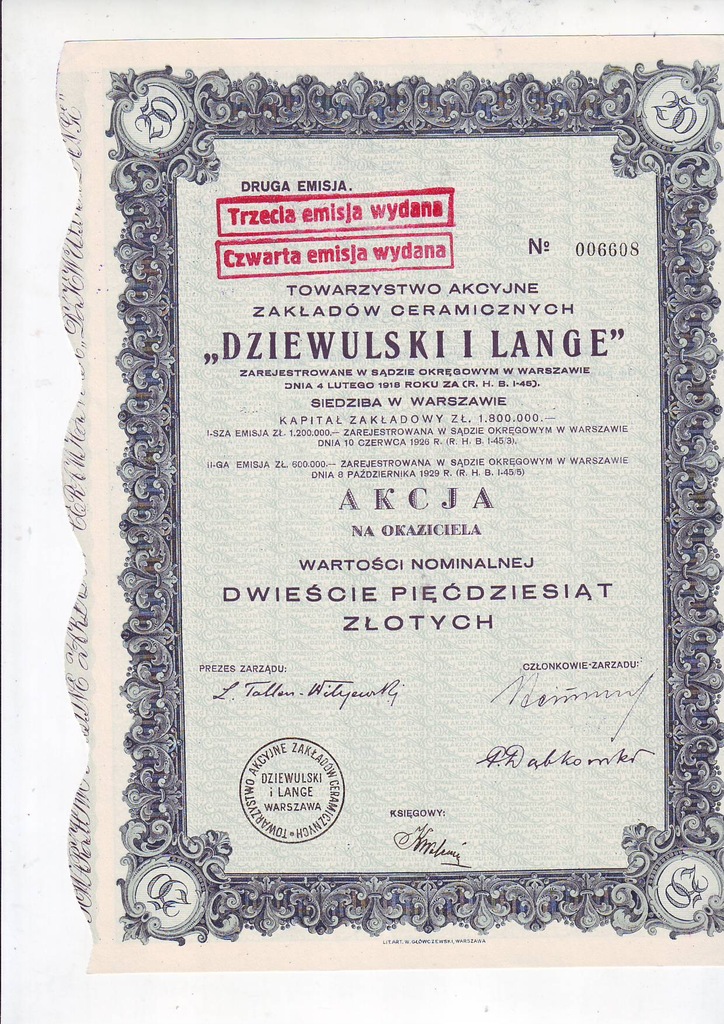 DRUGA EMISJA.
Trzecia emisja wydana
Czwarta emisja wydana
№ 006608
TOWARZYSTWO AKCYJNE
ZAKŁADÓW CERAMICZNYCH
„DZIEWULSKI I LANGE”
ZAREJESTROWANE W SĄDZIE OKRĘGOWYM W WARSZAWIE
DNIA 4 LUTEGO 1918 ROKU ZA (R. H. B. I-45).
SIEDZIBA W WARSZAWIE
KAPITAŁ ZAKŁADOWY ZŁ. 1.800.000.—
I-SZA EMISJA ZŁ. 1.200.000.— ZAREJESTROWANA W SĄDZIE OKRĘGOWYM W WARSZAWIE
DNIA 10 CZERWCA 1926 R. (R. H. B. I-45/3).
II-GA EMISJA ZŁ. 600.000.— ZAREJESTROWANA W SĄDZIE OKRĘGOWYM W WARSZAWIE
DNIA 8 PAŹDZIERNIKA 1929 R. (R. H. B. I-45/5)
AKCJA
NA OKAZICIELA
WARTOŚCI NOMINALNEJ
DWIEŚCIE PIĘĆDZIESIĄT
ZŁOTYCH
PREZES ZARZĄDU:
CZŁONKOWIE-ZARZADU:
TOWARZYSTWO AKCYJNE ZAKŁADÓW CERAMICZNYCH
DZIEWULSKI
i LANGE
WARSZAWA
KSIĘGOWY:
LIT. ART. W. GŁÓWCZEWSKI, WARSZAWA